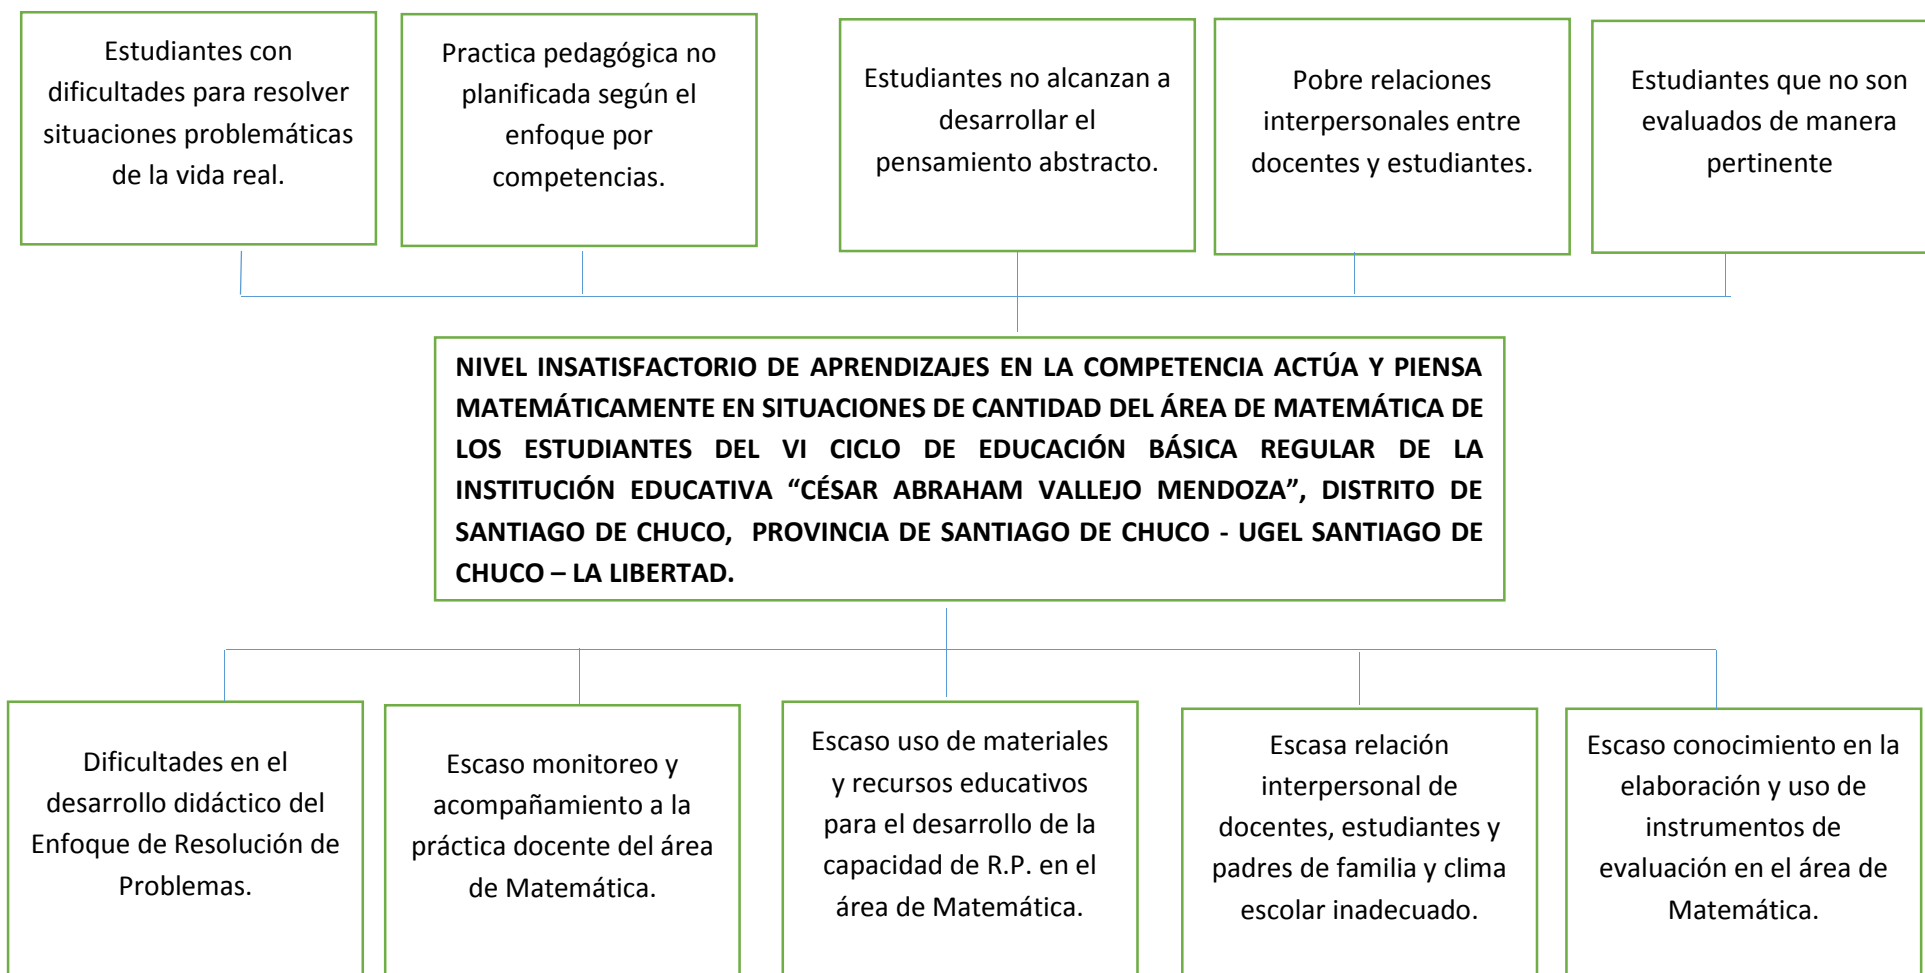 Estudiantes con
dificultades para resolver
situaciones problemáticas
de la vida real.
Practica pedagógica no
planificada según el
enfoque por
competencias.
Estudiantes no alcanzan a
desarrollar el
pensamiento abstracto.
Pobre relaciones
interpersonales entre
docentes y estudiantes.
Estudiantes que no son
evaluados de manera
pertinente
NIVEL INSATISFACTORIO DE APRENDIZAJES EN LA COMPETENCIA ACTÚA Y PIENSA
MATEMÁTICAMENTE EN SITUACIONES DE CANTIDAD DEL ÁREA DE MATEMÁTICA DE
LOS ESTUDIANTES DEL VI CICLO DE EDUCACIÓN BÁSICA REGULAR DE LA
INSTITUCIÓN EDUCATIVA “CÉSAR ABRAHAM VALLEJO MENDOZA”, DISTRITO DE
SANTIAGO DE CHUCO, PROVINCIA DE SANTIAGO DE CHUCO - UGEL SANTIAGO DE
CHUCO – LA LIBERTAD.
Dificultades en el
desarrollo didáctico del
Enfoque de Resolución de
Problemas.
Escaso monitoreo y
acompañamiento a la
práctica docente del área
de Matemática.
Escaso uso de materiales
y recursos educativos
para el desarrollo de la
capacidad de R.P. en el
área de Matemática.
Escasa relación
interpersonal de
docentes, estudiantes y
padres de familia y clima
escolar inadecuado.
Escaso conocimiento en la
elaboración y uso de
instrumentos de
evaluación en el área de
Matemática.